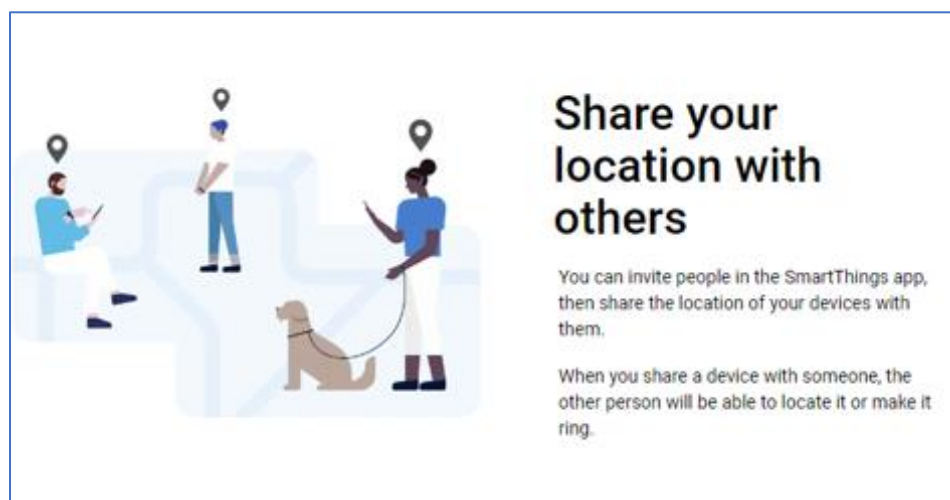 Share your
location with
others
You can invite people in the SmartThings app,
then share the location of your devices with
them.
When you share a device with someone, the
other person will be able to locate it or make it
ring.